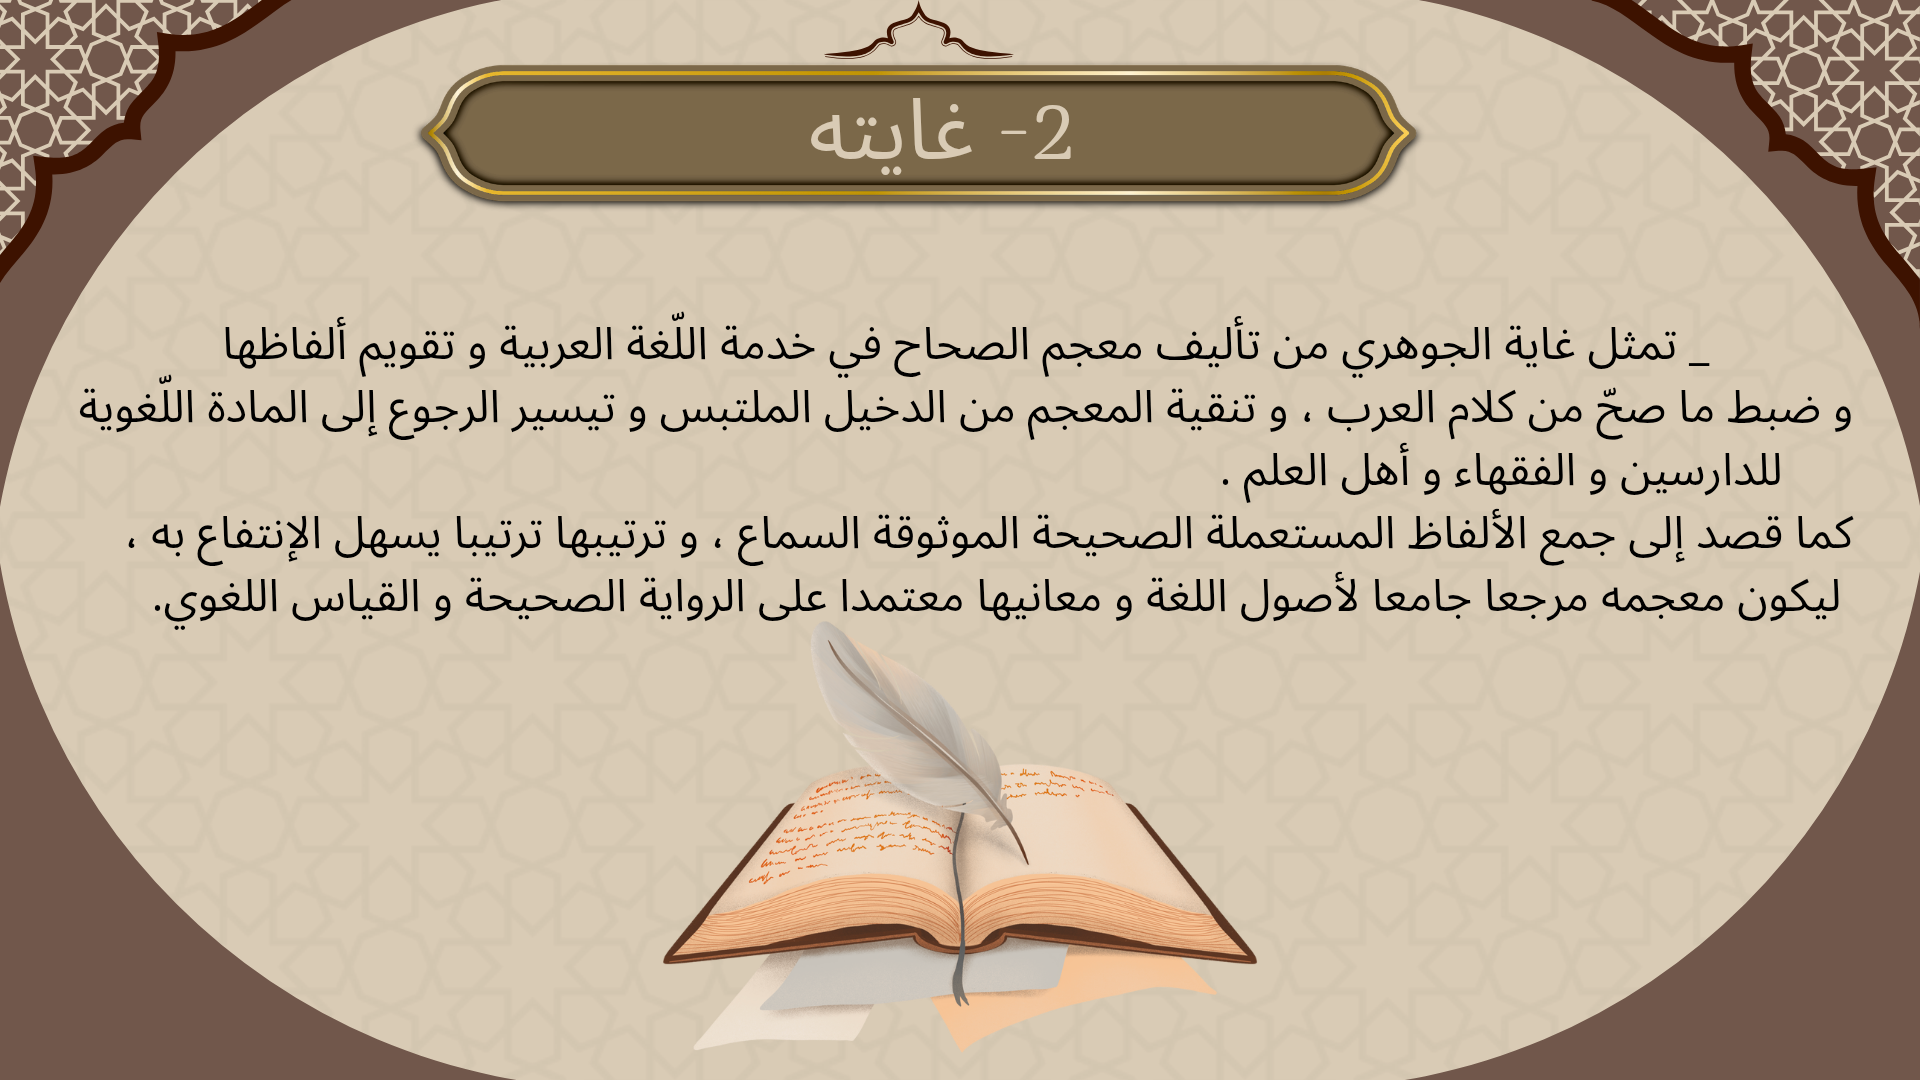 2- غايته
_ تمثل غاية الجوهري من تأليف معجم الصحاح في خدمة اللّغة العربية و تقويم ألفاظها
و ضبط ما صحّ من كلام العرب ، و تنقية المعجم من الدخيل الملتبس و تيسير الرجوع إلى المادة اللّغوية
للدارسين و الفقهاء و أهل العلم .
كما قصد إلى جمع الألفاظ المستعملة الصحيحة الموثوقة السماع ، و ترتيبها ترتيبا يسهل الإنتفاع به ،
ليكون معجمه مرجعا جامعا لأصول اللغة و معانيها معتمدا على الرواية الصحيحة و القياس اللغوي.